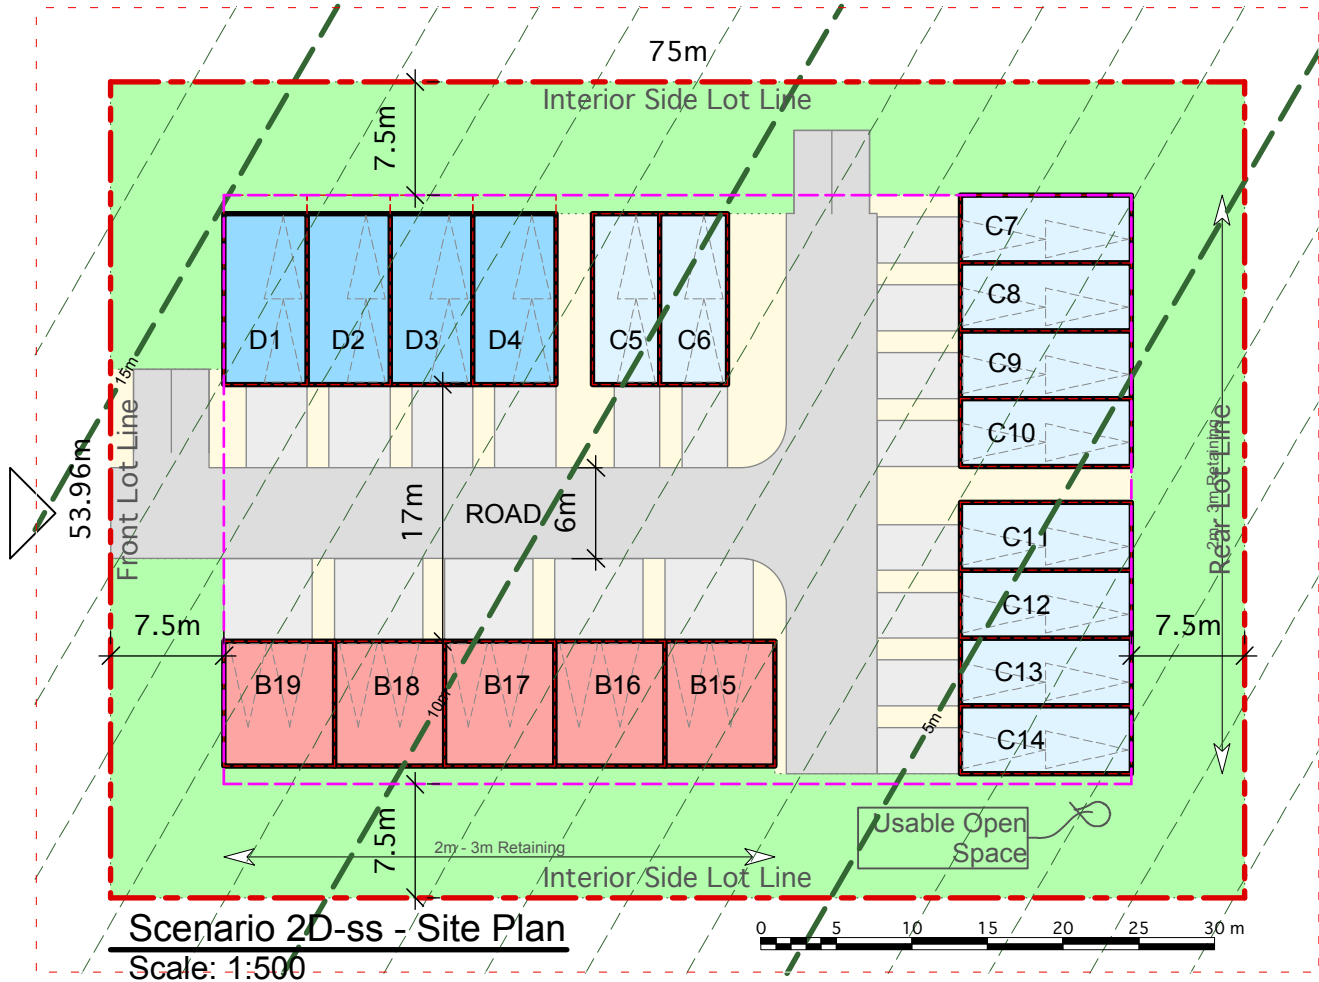 75m
Interior Side Lot Line
7.5m
C7
C8
D1
D2
D3
D4
C5
C6
C9
15m
C10
Front Lot Line
53.96m
Rear Lot Line
2m - 3m Retaining
17m
ROAD
6m
C11
C12
7.5m
7.5m
B19
B18
B17
B16
B15
C13
10m
5m
C14
7.5m
Usable Open
Space
2m - 3m Retaining
Interior Side Lot Line
Scenario 2D-ss - Site Plan
Scale: 1:500
0 5 10 15 20 25 30 m